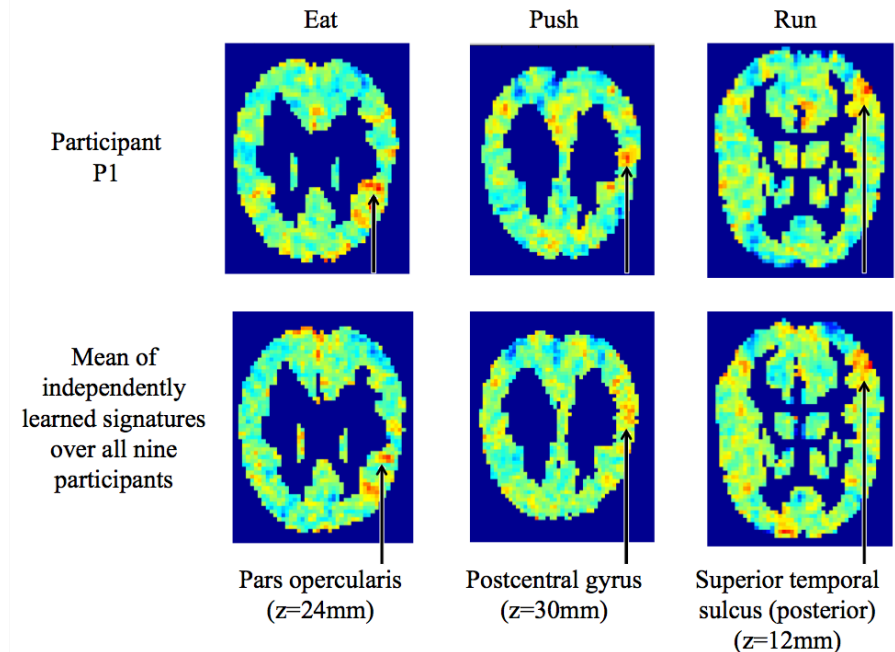 Eat
Push
Run
Participant
P1
Mean of
independently
learned signatures
over all nine
participants
Pars opercularis
(z=24mm)
Postcentral gyrus
(z=30mm)
Superior temporal
sulcus (posterior)
(z=12mm)